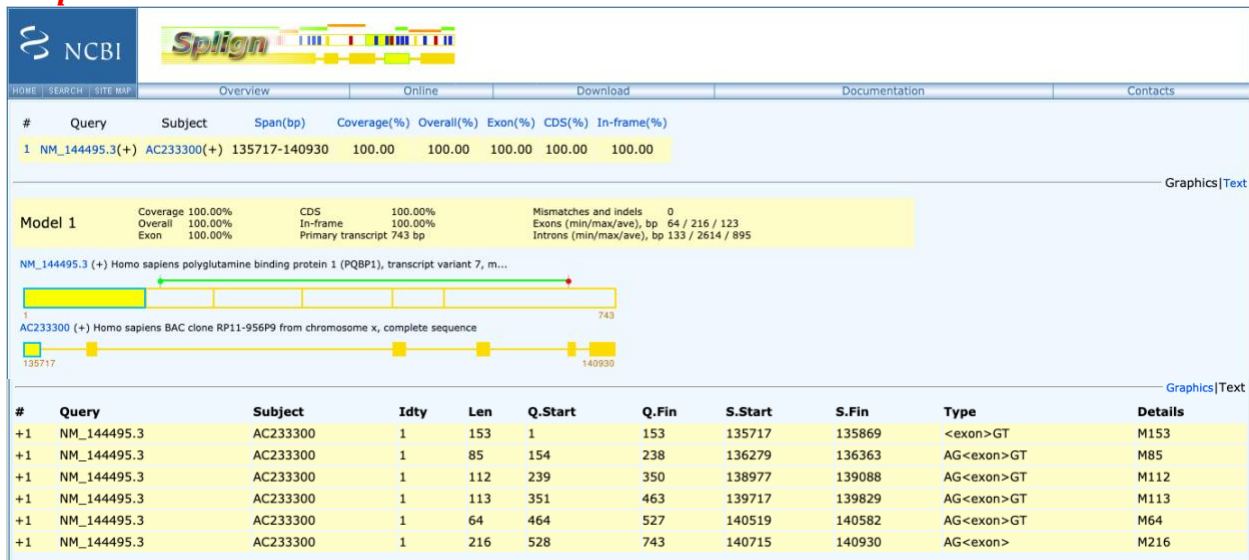 NCBI
Splign
HOME | SEARCH | SITE MAP Overview Online Download Documentation Contacts
# Query Subject Span(bp) Coverage(%) Overall(%) Exon(%) CDS(%) In-frame(%)
1 NM_144495.3(+) AC233300(+) 135717-140930 100.00 100.00 100.00 100.00 100.00
Graphics|Text
Model 1
Coverage 100.00% CDS 100.00% Mismatches and indels 0
Overall 100.00% In-frame 100.00% Exons (min/max/ave), bp 64 / 216 / 123
Exon 100.00% Primary transcript 743 bp Introns (min/max/ave), bp 133 / 2614 / 895
NM_144495.3 (+) Homo sapiens polyglutamine binding protein 1 (PQBP1), transcript variant 7, m...
1 743
AC233300 (+) Homo sapiens BAC clone RP11-956P9 from chromosome x, complete sequence
135717 140930
Graphics|Text
# Query Subject Idty Len Q.Start Q.Fin S.Start S.Fin Type Details
+1 NM_144495.3 AC233300 1 153 1 153 135717 135869 <exon>GT M153
+1 NM_144495.3 AC233300 1 85 154 238 136279 136363 AG<exon>GT M85
+1 NM_144495.3 AC233300 1 112 239 350 138977 139088 AG<exon>GT M112
+1 NM_144495.3 AC233300 1 113 351 463 139717 139829 AG<exon>GT M113
+1 NM_144495.3 AC233300 1 64 464 527 140519 140582 AG<exon>GT M64
+1 NM_144495.3 AC233300 1 216 528 743 140715 140930 AG<exon> M216